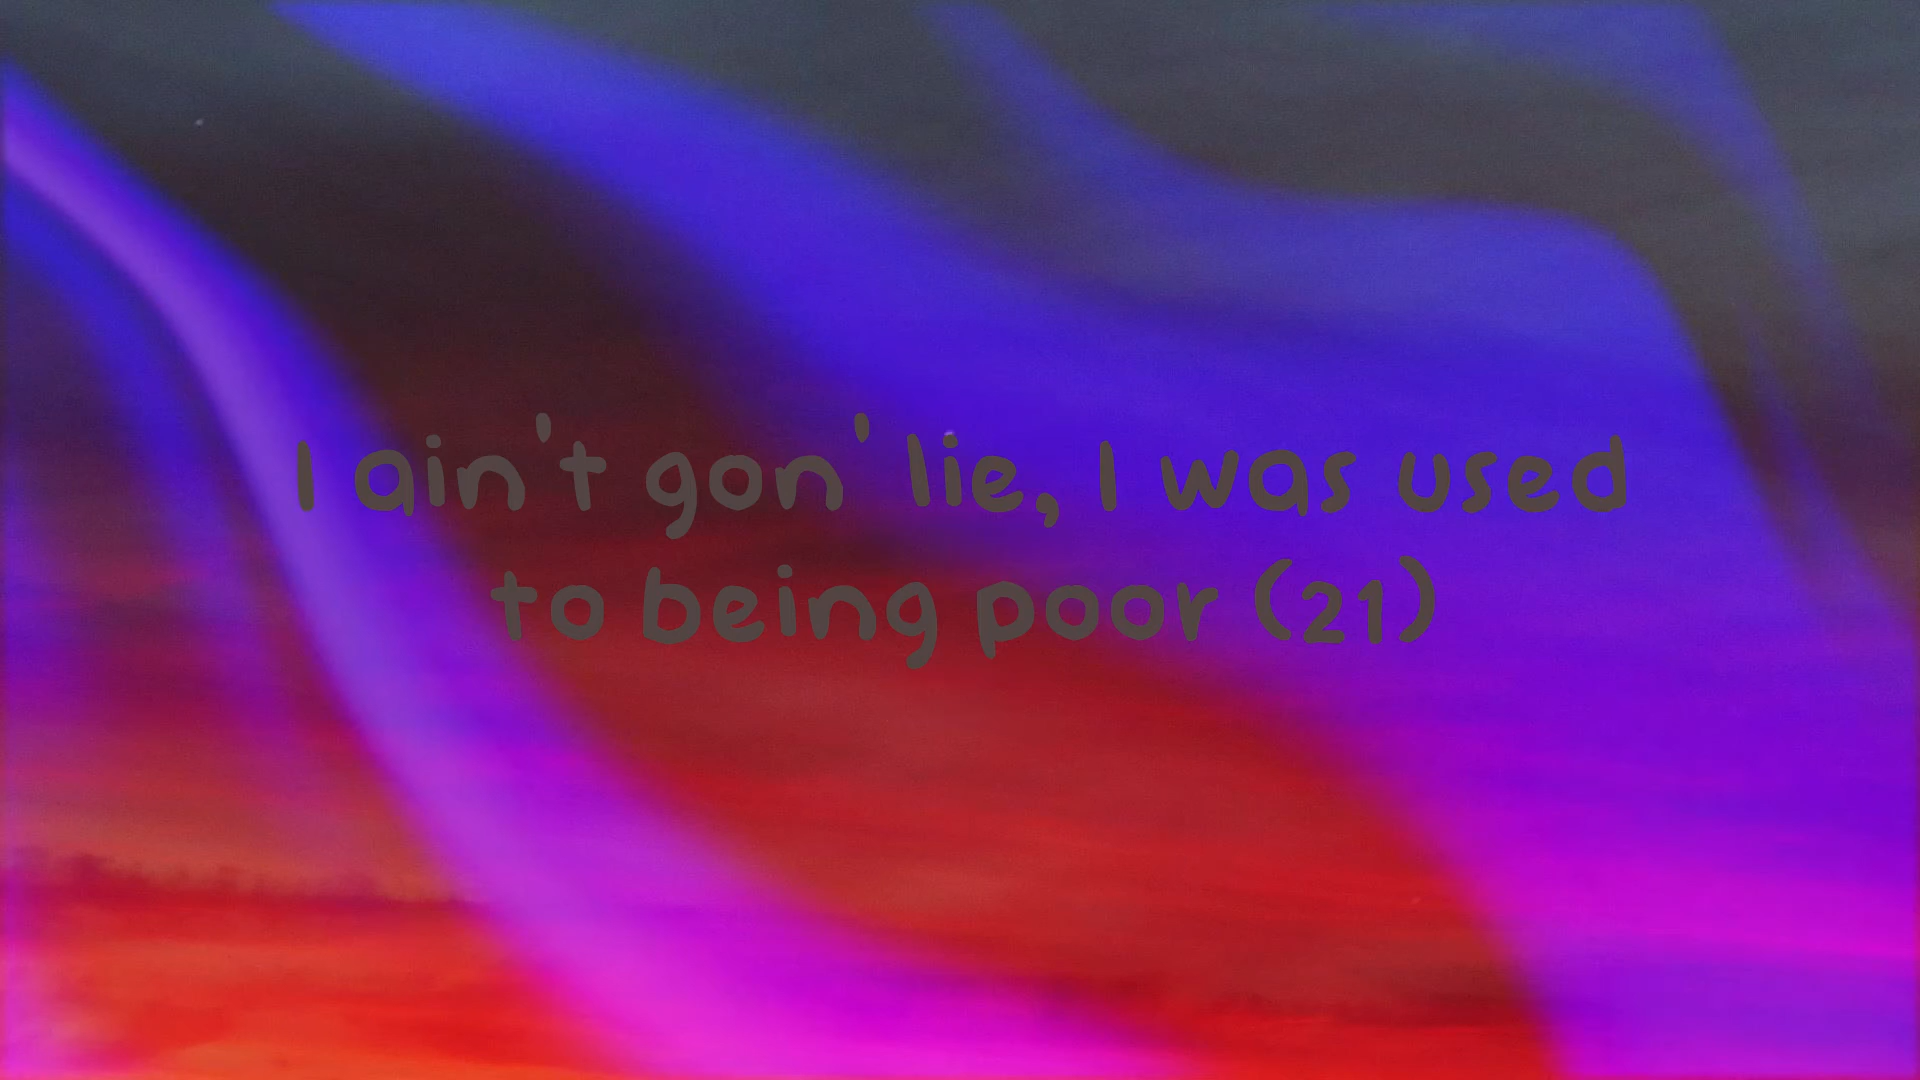 I ain't gon' lie, I was used
to being poor (21)